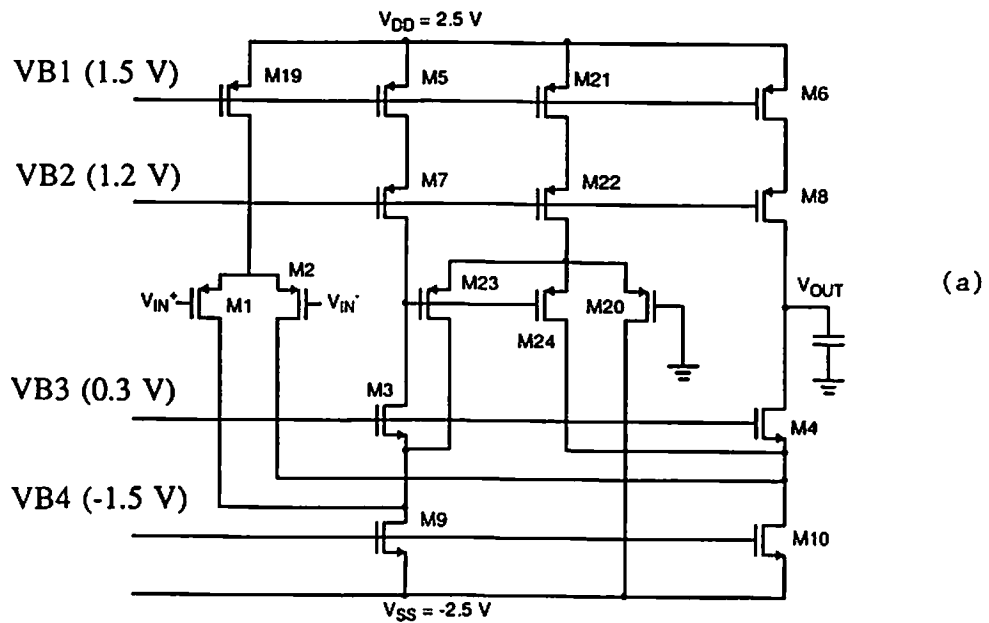 V_DD = 2.5 V
VB1 (1.5 V)
M19
M5
M21
M6
VB2 (1.2 V)
M7
M22
M8
M2
M23
V_IN^+
M1
V_IN^-
M24
M20
V_OUT
(a)
VB3 (0.3 V)
M3
M4
VB4 (-1.5 V)
M9
M10
V_SS = -2.5 V